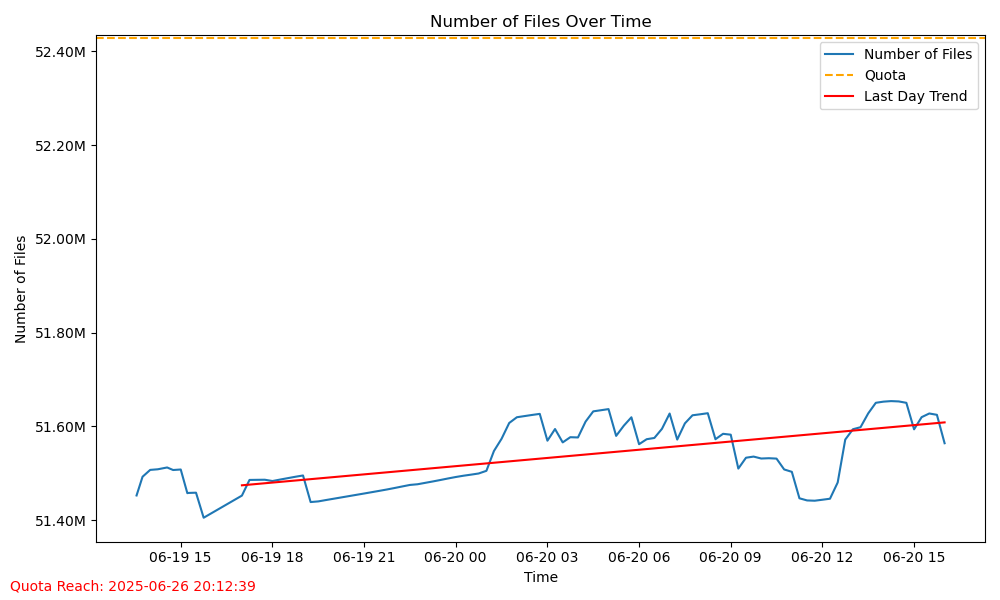 Number of Files Over Time
52.40M
52.20M
52.00M
51.80M
51.60M
51.40M
Number of Files
Number of Files
Quota
Last Day Trend
06-19 15
06-19 18
06-19 21
06-20 00
06-20 03
06-20 06
06-20 09
06-20 12
06-20 15
Time
Quota Reach: 2025-06-26 20:12:39